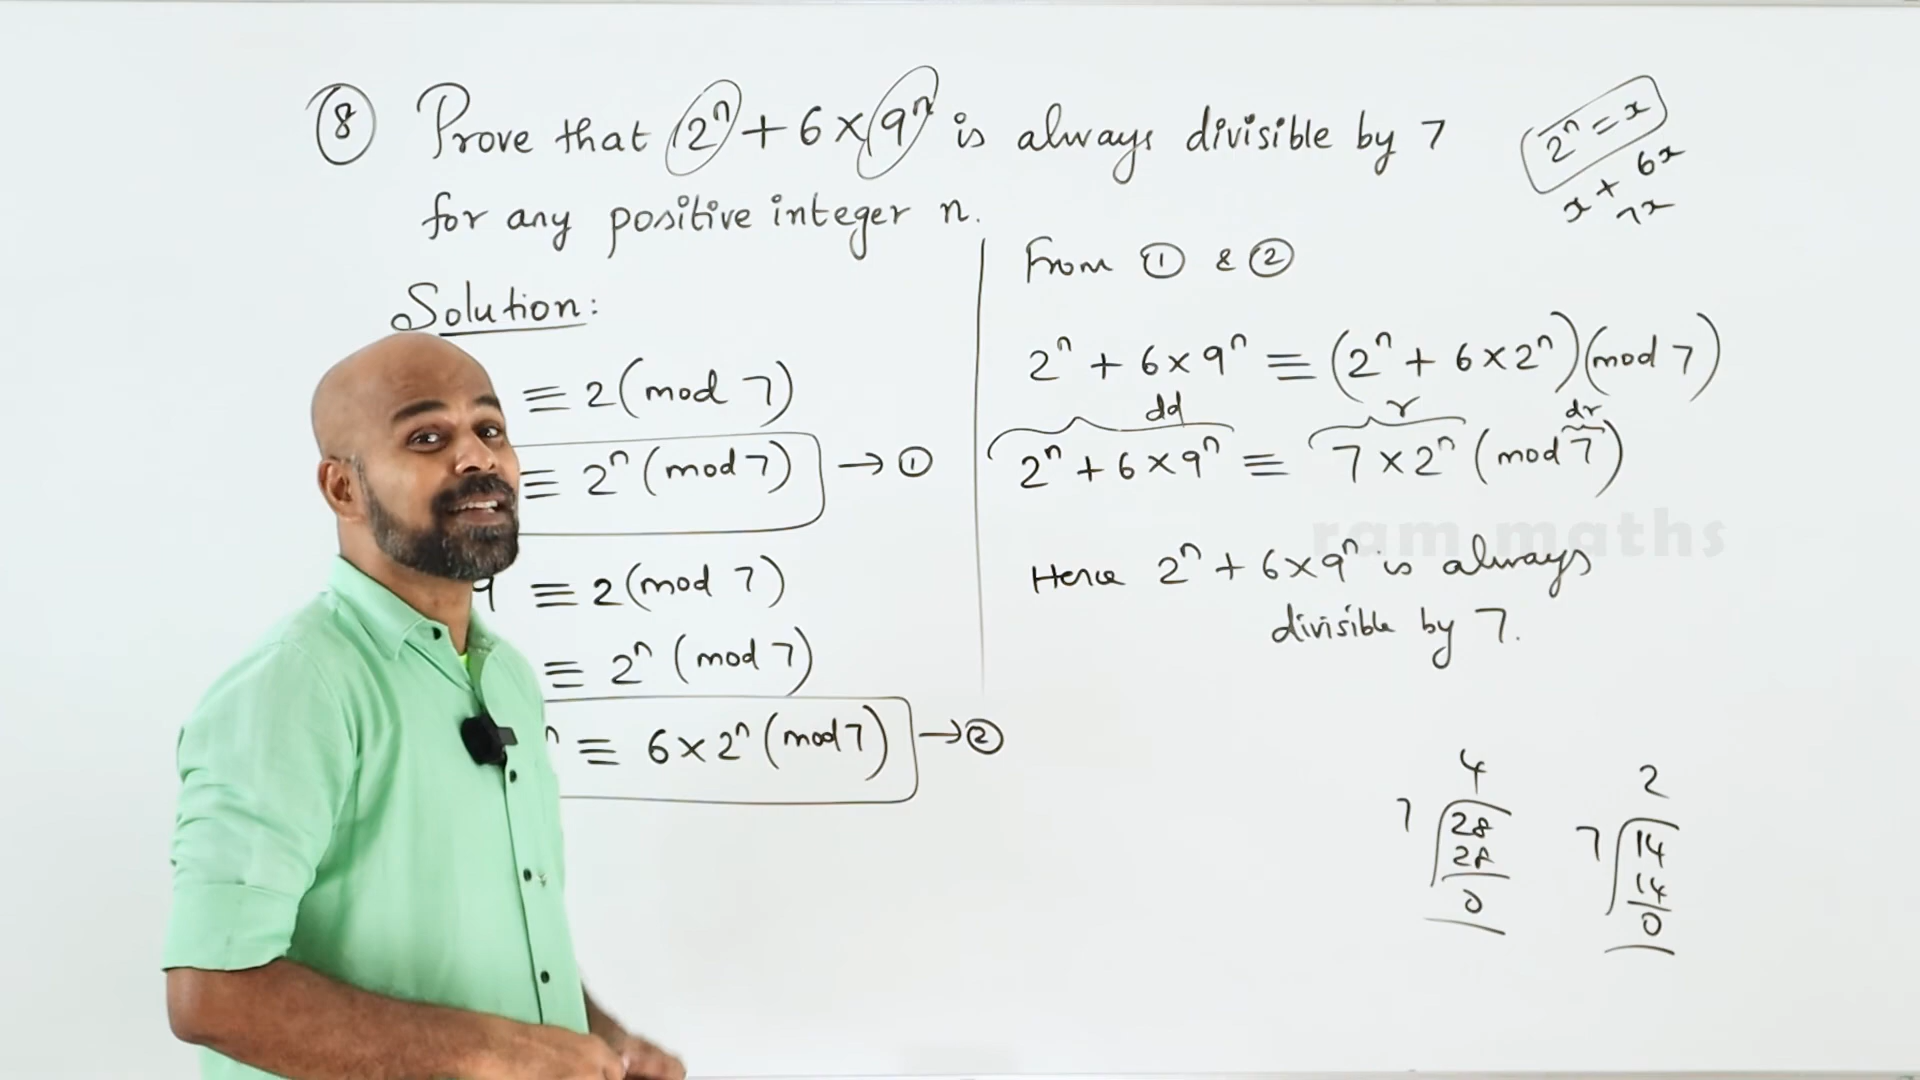 ⑧ Prove that 2ⁿ + 6 × 9ⁿ is always divisible by 7
for any positive integer n.
Solution:
≡ 2 (mod 7)
≡ 2ⁿ (mod 7) → ①
9 ≡ 2 (mod 7)
≡ 2ⁿ (mod 7)
ⁿ ≡ 6 × 2ⁿ (mod 7) → ②
From ① & ②
2ⁿ + 6 × 9ⁿ ≡ (2ⁿ + 6 × 2ⁿ) (mod 7)
dd r dr
2ⁿ + 6 × 9ⁿ ≡ 7 × 2ⁿ (mod 7)
ram maths
Hence 2ⁿ + 6 × 9ⁿ is always
divisible by 7.
2ⁿ = x
x + 6x
7x
4
7 28
28
0
2
7 14
14
0